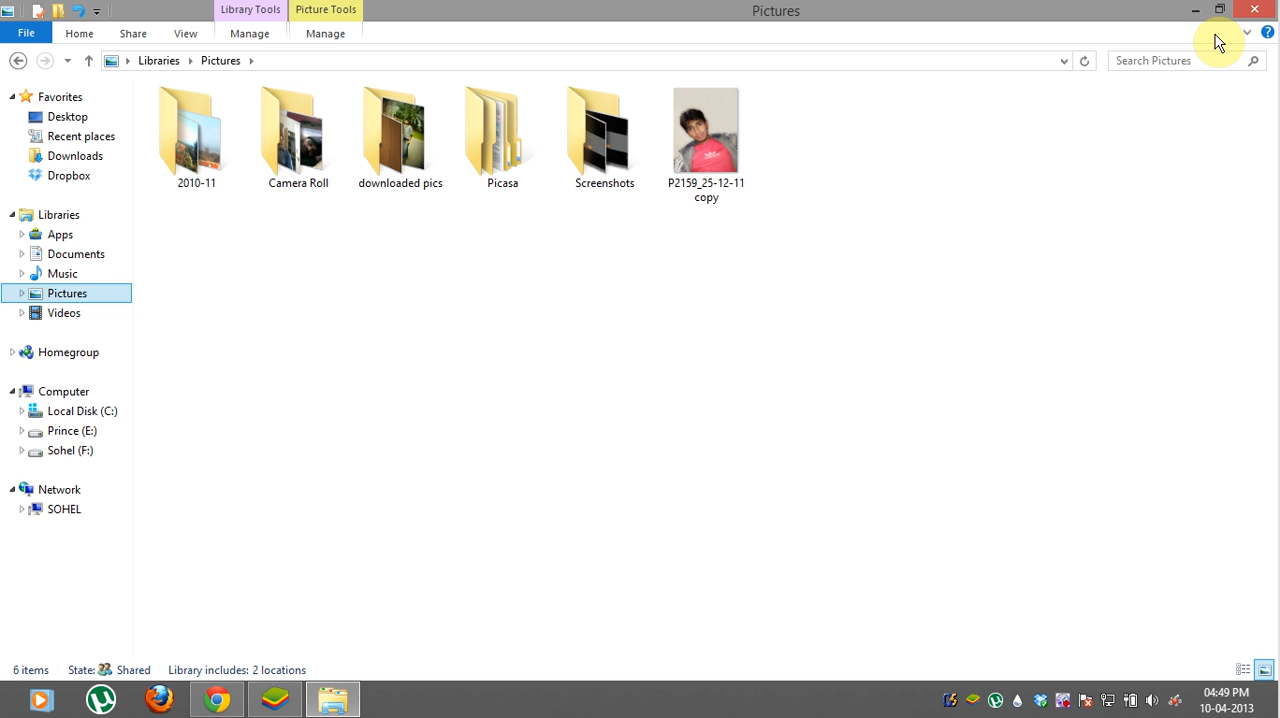 Library Tools
Picture Tools
Pictures
File
Home
Share
View
Manage
Manage
Libraries
Pictures
Search Pictures
Favorites
Desktop
Recent places
Downloads
Dropbox
Libraries
Apps
Documents
Music
Pictures
Videos
Homegroup
Computer
Local Disk (C:)
Prince (E:)
Sohel (F:)
Network
SOHEL
2010-11
Camera Roll
downloaded pics
Picasa
Screenshots
P2159_25-12-11
copy
6 items
State:
Shared
Library includes: 2 locations
04:49 PM
10-04-2013